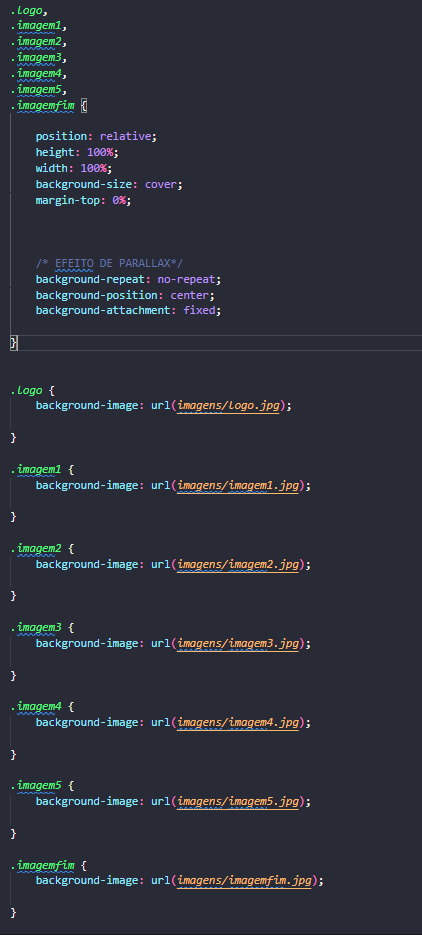 .logo,
.imagem1,
.imagem2,
.imagem3,
.imagem4,
.imagem5,
.imagemfim {
position: relative;
height: 100%;
width: 100%;
background-size: cover;
margin-top: 0%;
/* EFEITO DE PARALLAX*/
background-repeat: no-repeat;
background-position: center;
background-attachment: fixed;
}
.logo {
background-image: url(imagens/logo.jpg);
}
.imagem1 {
background-image: url(imagens/imagem1.jpg);
}
.imagem2 {
background-image: url(imagens/imagem2.jpg);
}
.imagem3 {
background-image: url(imagens/imagem3.jpg);
}
.imagem4 {
background-image: url(imagens/imagem4.jpg);
}
.imagem5 {
background-image: url(imagens/imagem5.jpg);
}
.imagemfim {
background-image: url(imagens/imagemfim.jpg);
}